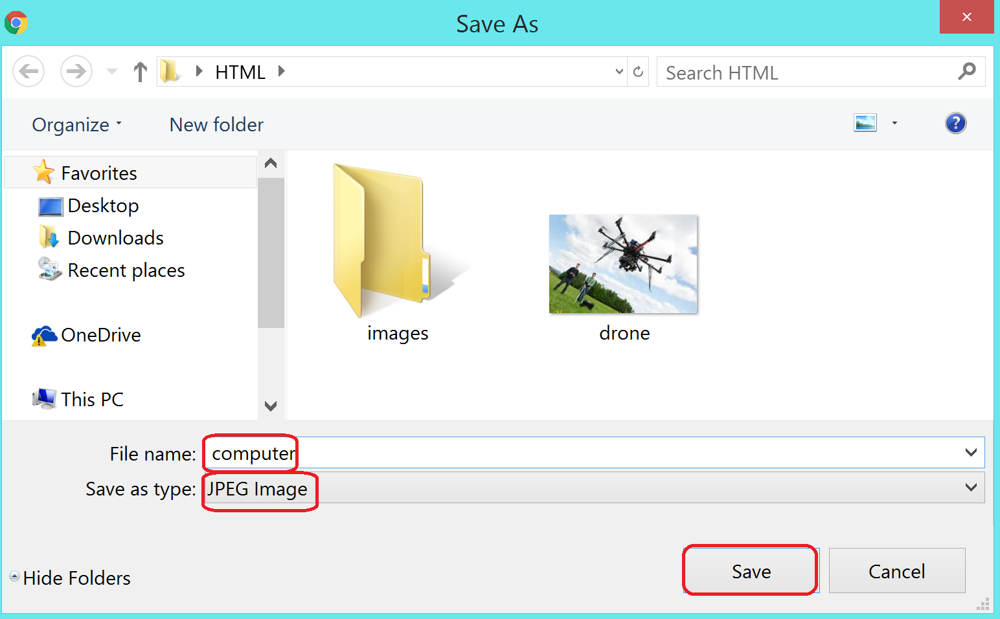 Save As
HTML
Search HTML
Organize
New folder
Favorites
Desktop
Downloads
Recent places
OneDrive
This PC
images
drone
File name:
computer
Save as type:
JPEG Image
Hide Folders
Save
Cancel